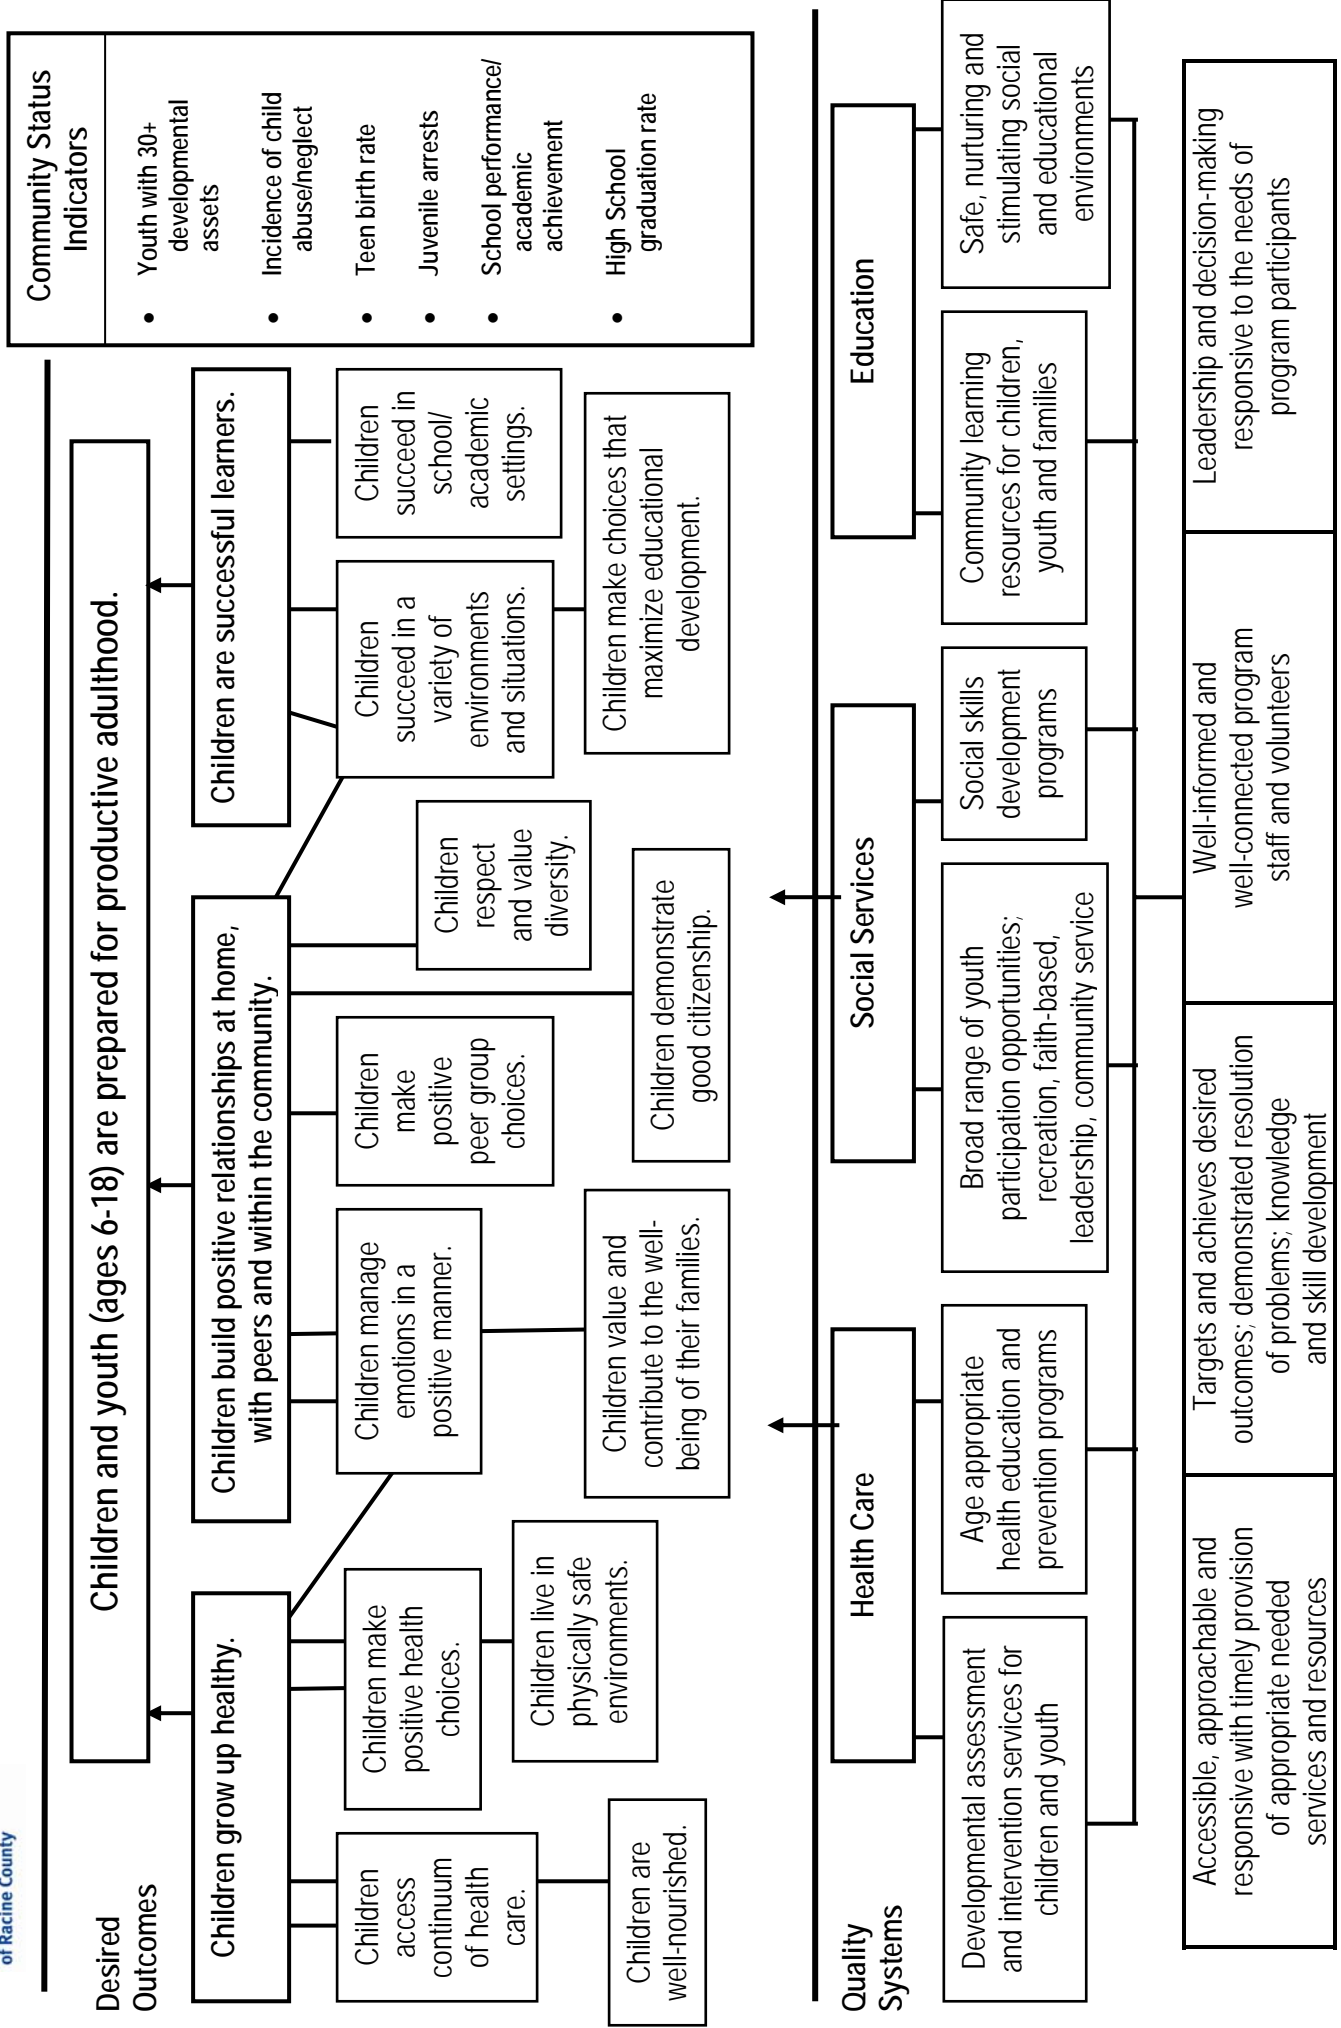 of Racine County
Desired
Outcomes
Children and youth (ages 6-18) are prepared for productive adulthood.
Community Status
Indicators
• Youth with 30+
developmental
assets
• Incidence of child
abuse/neglect
• Teen birth rate
• Juvenile arrests
• School performance/
academic
achievement
• High School
graduation rate
Children grow up healthy.
Children build positive relationships at home,
with peers and within the community.
Children are successful learners.
Children
access
continuum
of health
care.
Children make
positive health
choices.
Children manage
emotions in a
positive manner.
Children
make
positive
peer group
choices.
Children
respect
and value
diversity.
Children
succeed in a
variety of
environments
and situations.
Children
succeed in
school/
academic
settings.
Children are
well-nourished.
Children live in
physically safe
environments.
Children value and
contribute to the well-
being of their families.
Children demonstrate
good citizenship.
Children make choices that
maximize educational
development.
Quality
Systems
Health Care
Social Services
Education
Developmental assessment
and intervention services for
children and youth
Age appropriate
health education and
prevention programs
Broad range of youth
participation opportunities;
recreation, faith-based,
leadership, community service
Social skills
development
programs
Community learning
resources for children,
youth and families
Safe, nurturing and
stimulating social
and educational
environments
Accessible, approachable and
responsive with timely provision
of appropriate needed
services and resources
Targets and achieves desired
outcomes; demonstrated resolution
of problems; knowledge
and skill development
Well-informed and
well-connected program
staff and volunteers
Leadership and decision-making
responsive to the needs of
program participants